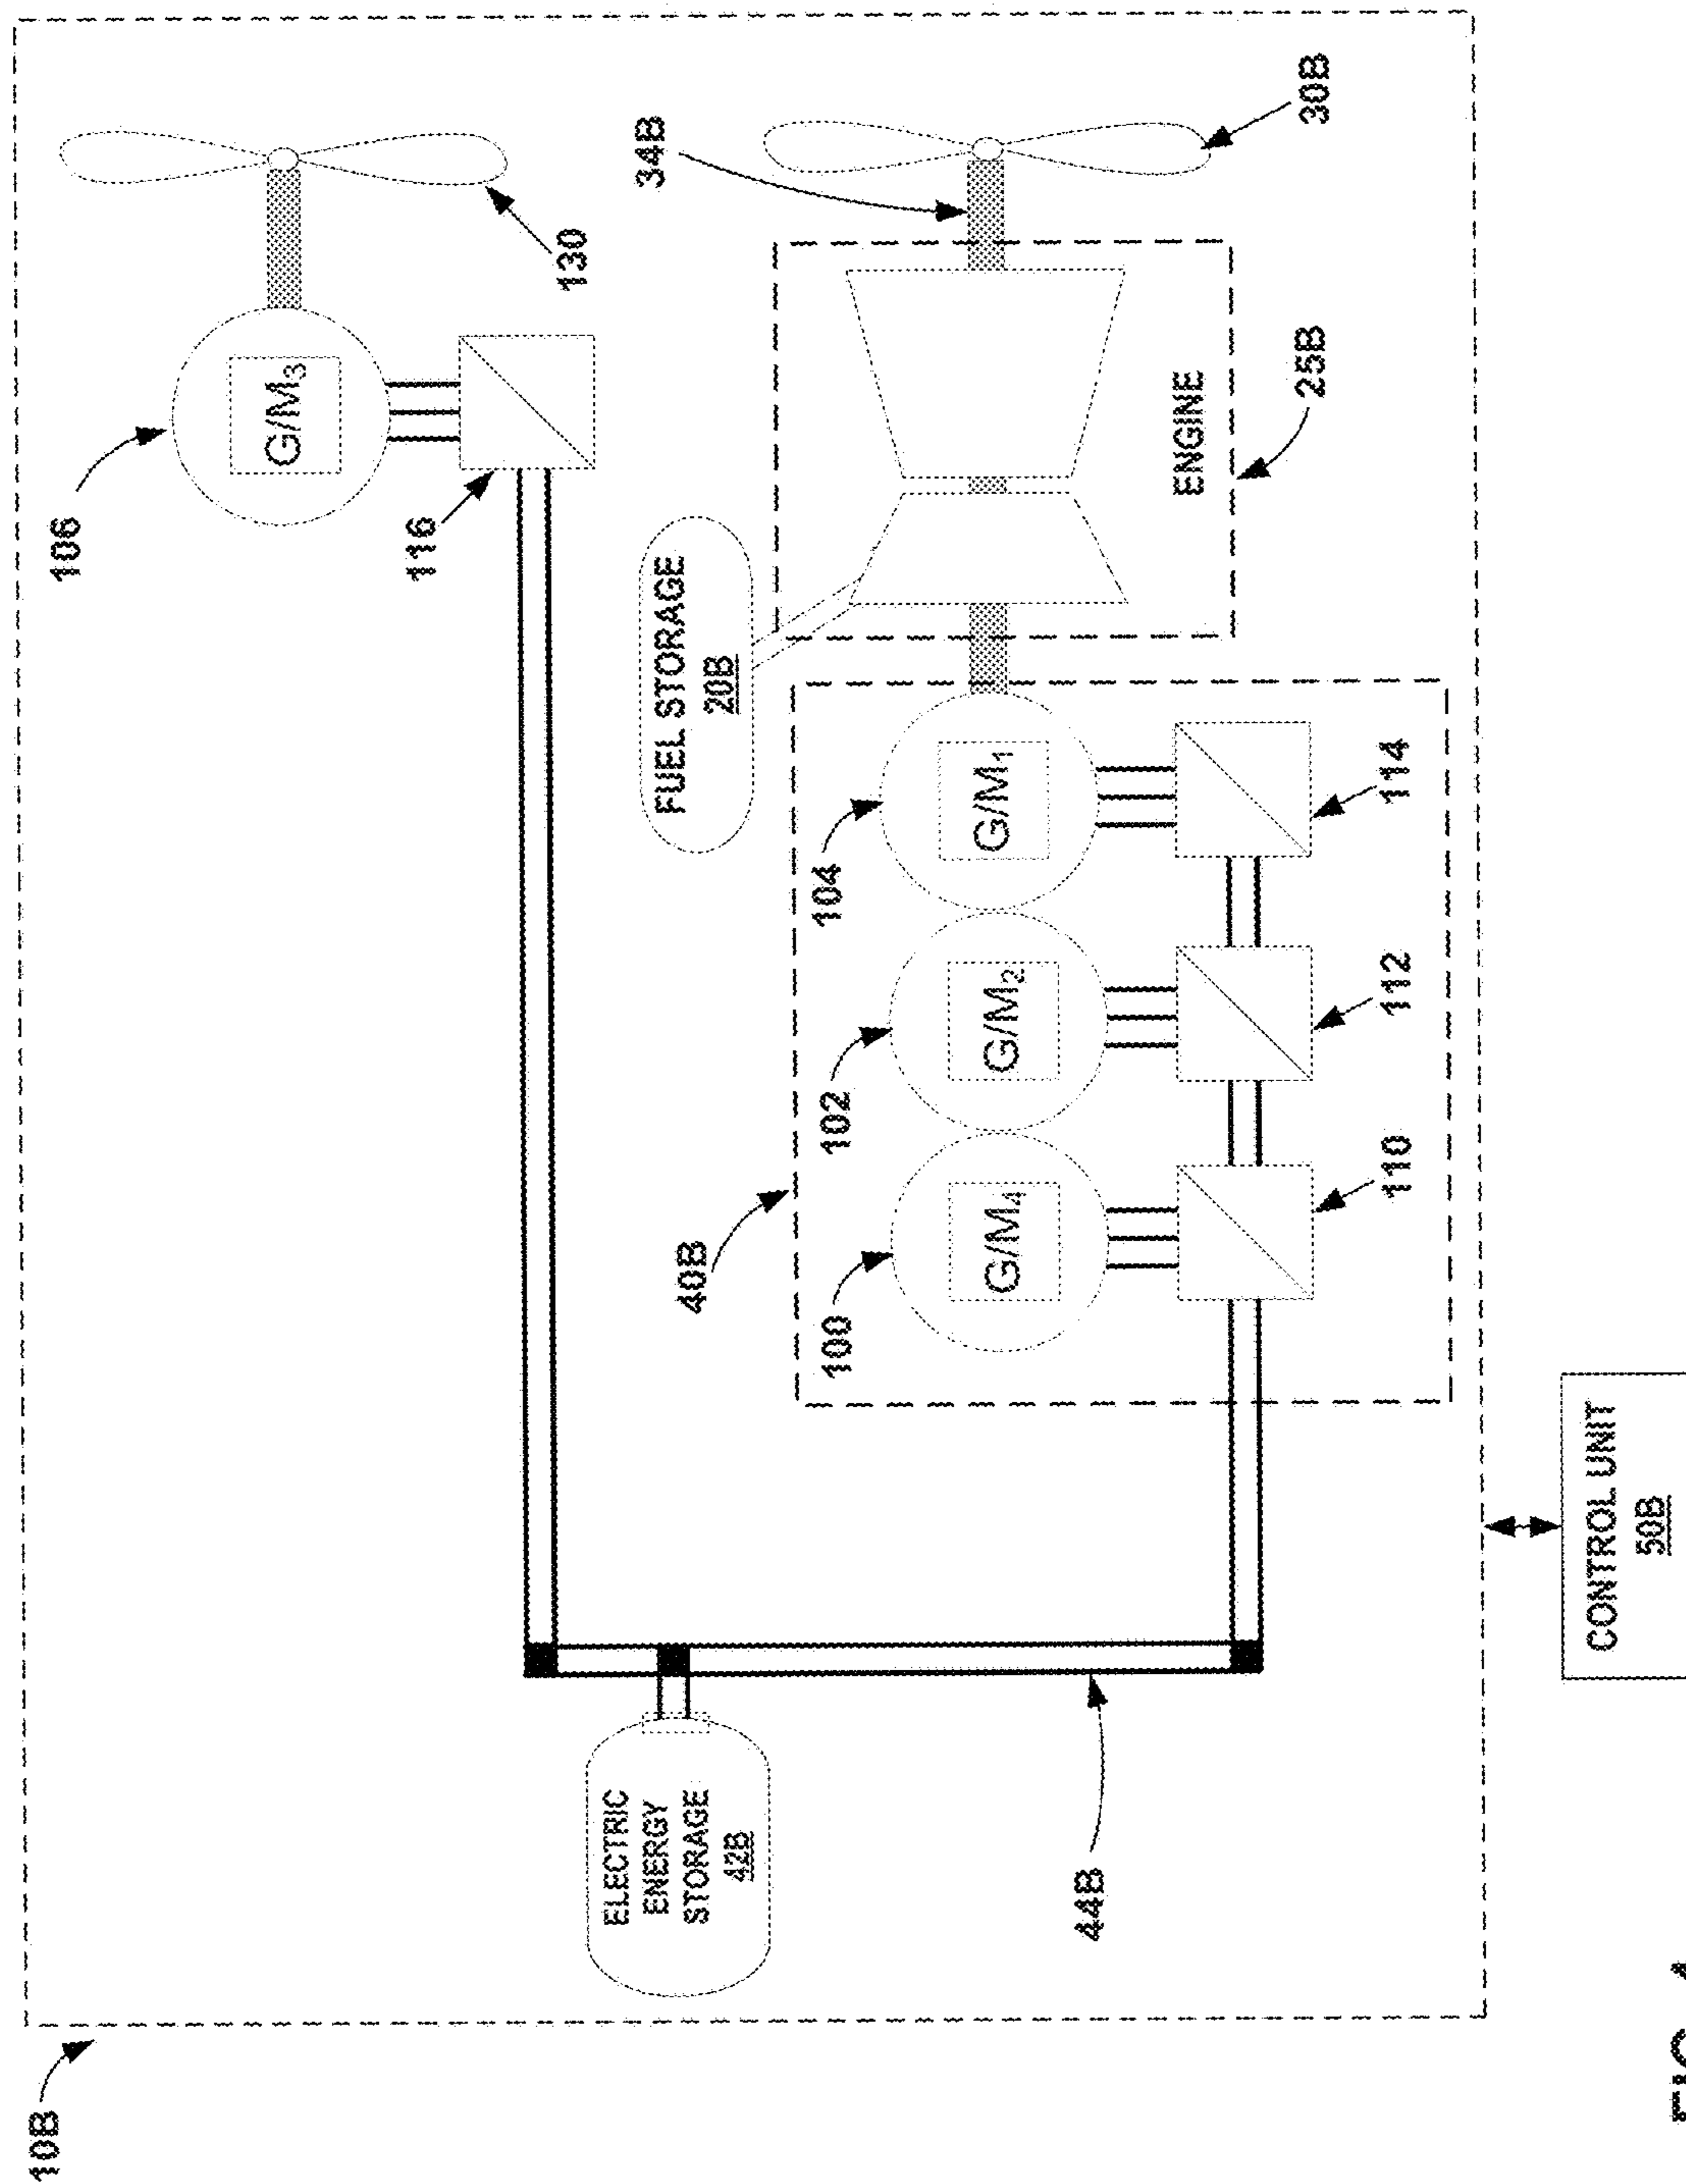 10B
106
G/M3
116
130
ELECTRIC
ENERGY
STORAGE
42B
40B
FUEL STORAGE
20B
34B
100
102
104
G/M4
G/M2
G/M1
44B
ENGINE
25B
30B
110
112
114
CONTROL UNIT
50B